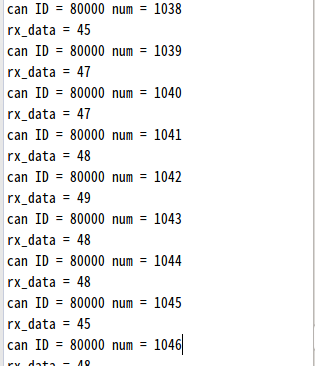 can ID = 80000 num = 1038
rx_data = 45
can ID = 80000 num = 1039
rx_data = 47
can ID = 80000 num = 1040
rx_data = 47
can ID = 80000 num = 1041
rx_data = 48
can ID = 80000 num = 1042
rx_data = 49
can ID = 80000 num = 1043
rx_data = 48
can ID = 80000 num = 1044
rx_data = 48
can ID = 80000 num = 1045
rx_data = 45
can ID = 80000 num = 1046
rx_data = 48